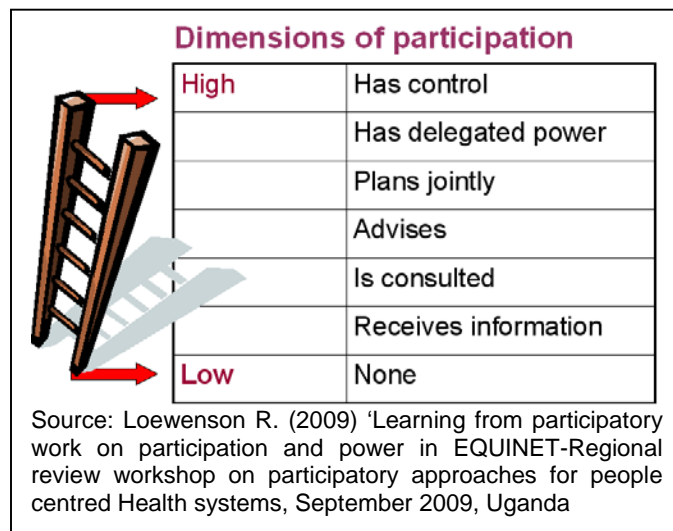 Dimensions of participation
High Has control
Has delegated power
Plans jointly
Advises
Is consulted
Receives information
Low None
Source: Loewenson R. (2009) ‘Learning from participatory
work on participation and power in EQUINET-Regional
review workshop on participatory approaches for people
centred Health systems, September 2009, Uganda